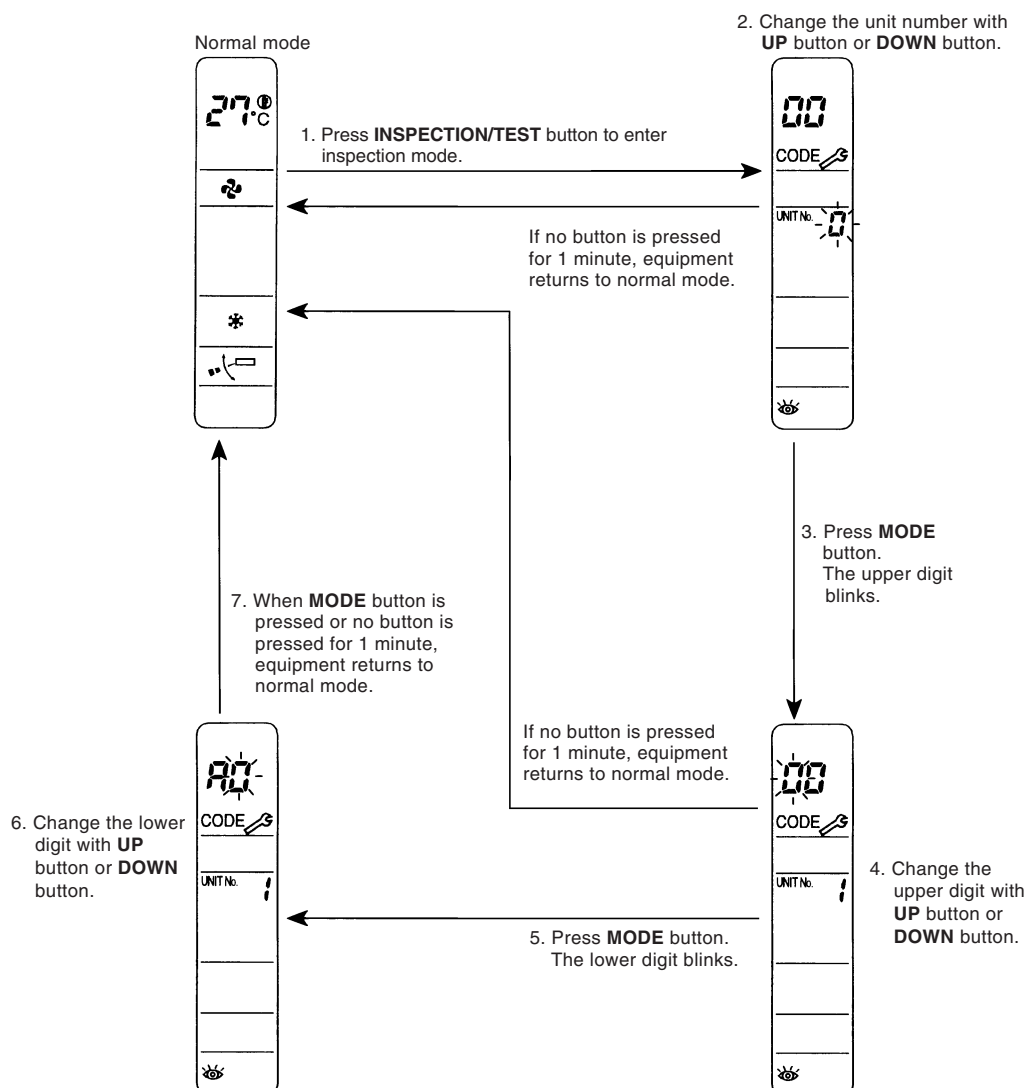 Normal mode
27°C
1. Press INSPECTION/TEST button to enter
inspection mode.
2. Change the unit number with
UP button or DOWN button.
00
CODE
UNIT No. 0
If no button is pressed
for 1 minute, equipment
returns to normal mode.
3. Press MODE
button.
The upper digit
blinks.
00
CODE
UNIT No. 1
4. Change the
upper digit with
UP button or
DOWN button.
If no button is pressed
for 1 minute, equipment
returns to normal mode.
5. Press MODE button.
The lower digit blinks.
A0
CODE
UNIT No. 1
6. Change the lower
digit with UP
button or DOWN
button.
7. When MODE button is
pressed or no button is
pressed for 1 minute,
equipment returns to
normal mode.